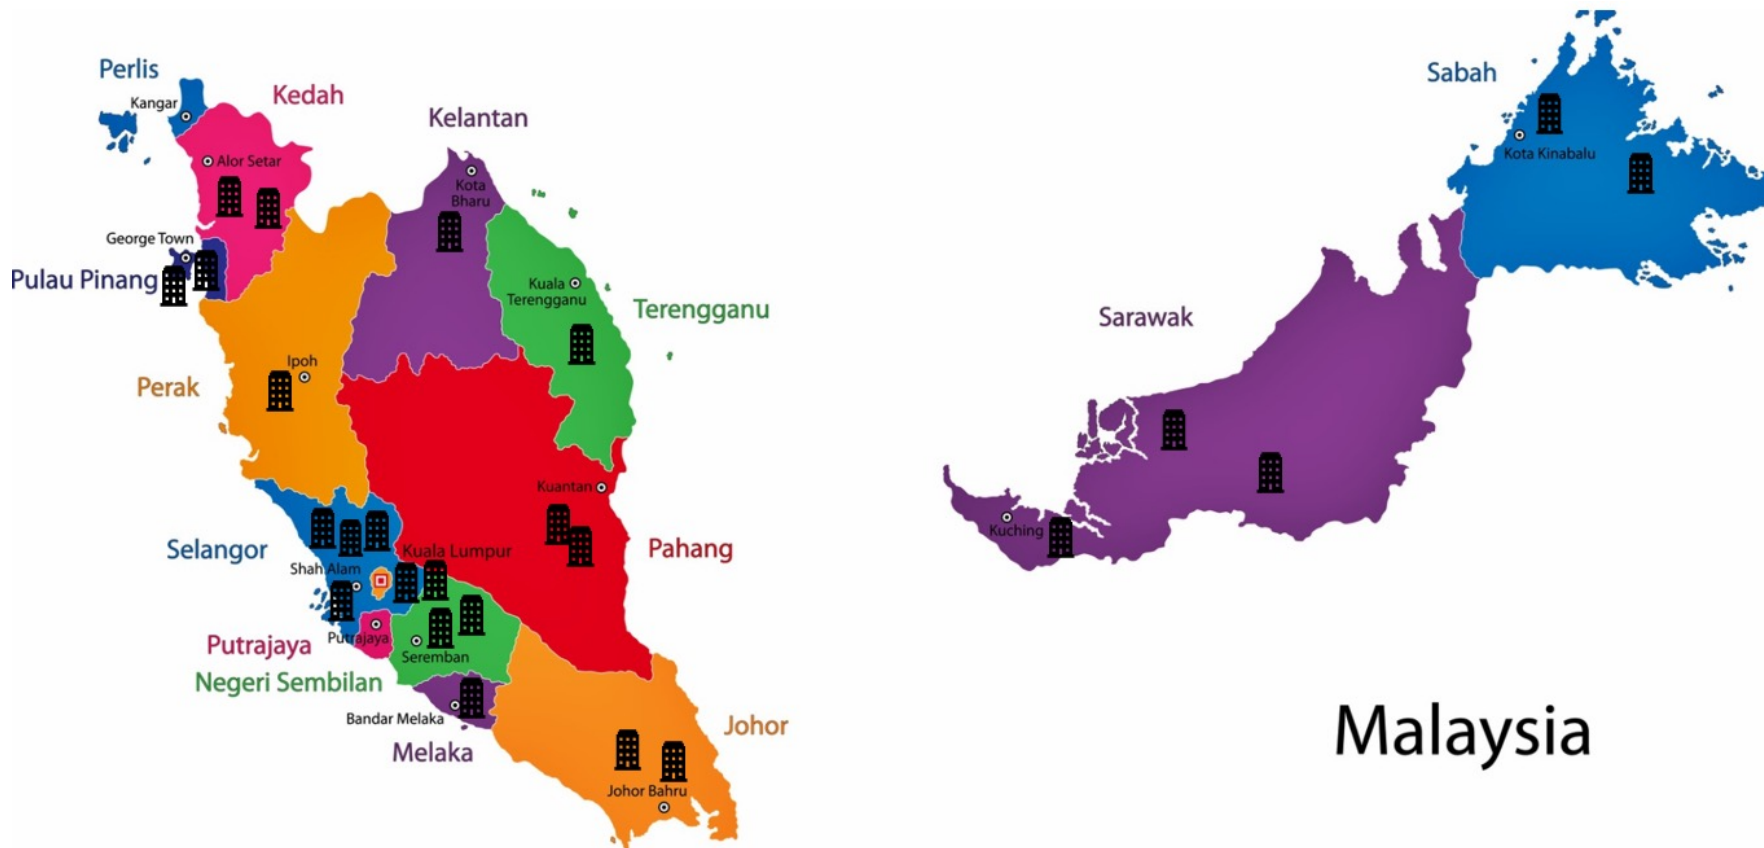 Perlis
Kangar
Kedah
Alor Setar
Kelantan
Kota
Bharu
George Town
Pulau Pinang
Kuala
Terengganu
Terengganu
Ipoh
Perak
Kuantan
Selangor
Kuala Lumpur
Pahang
Shah Alam
Putrajaya
Putrajaya
Seremban
Negeri Sembilan
Bandar Melaka
Melaka
Johor
Johor Bahru
Sabah
Kota Kinabalu
Sarawak
Kuching
Malaysia